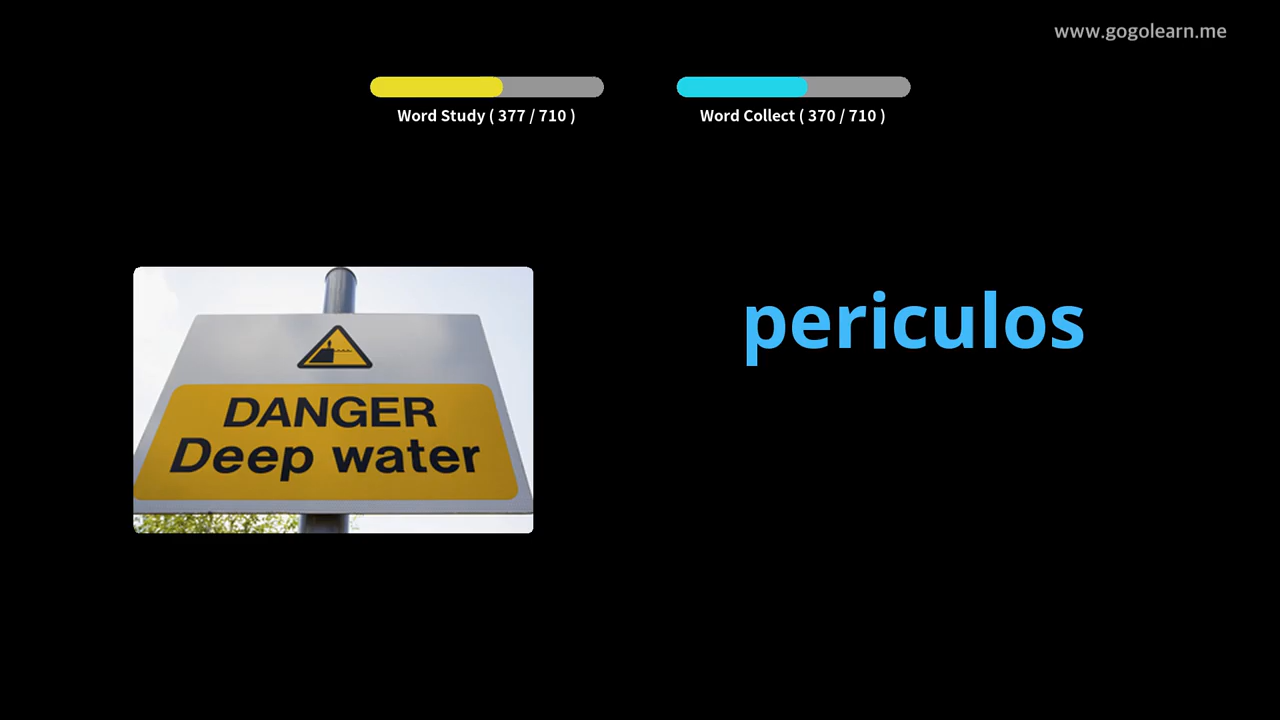 www.gogolearn.me
Word Study ( 377 / 710 )
Word Collect ( 370 / 710 )
periculos
DANGER
Deep water